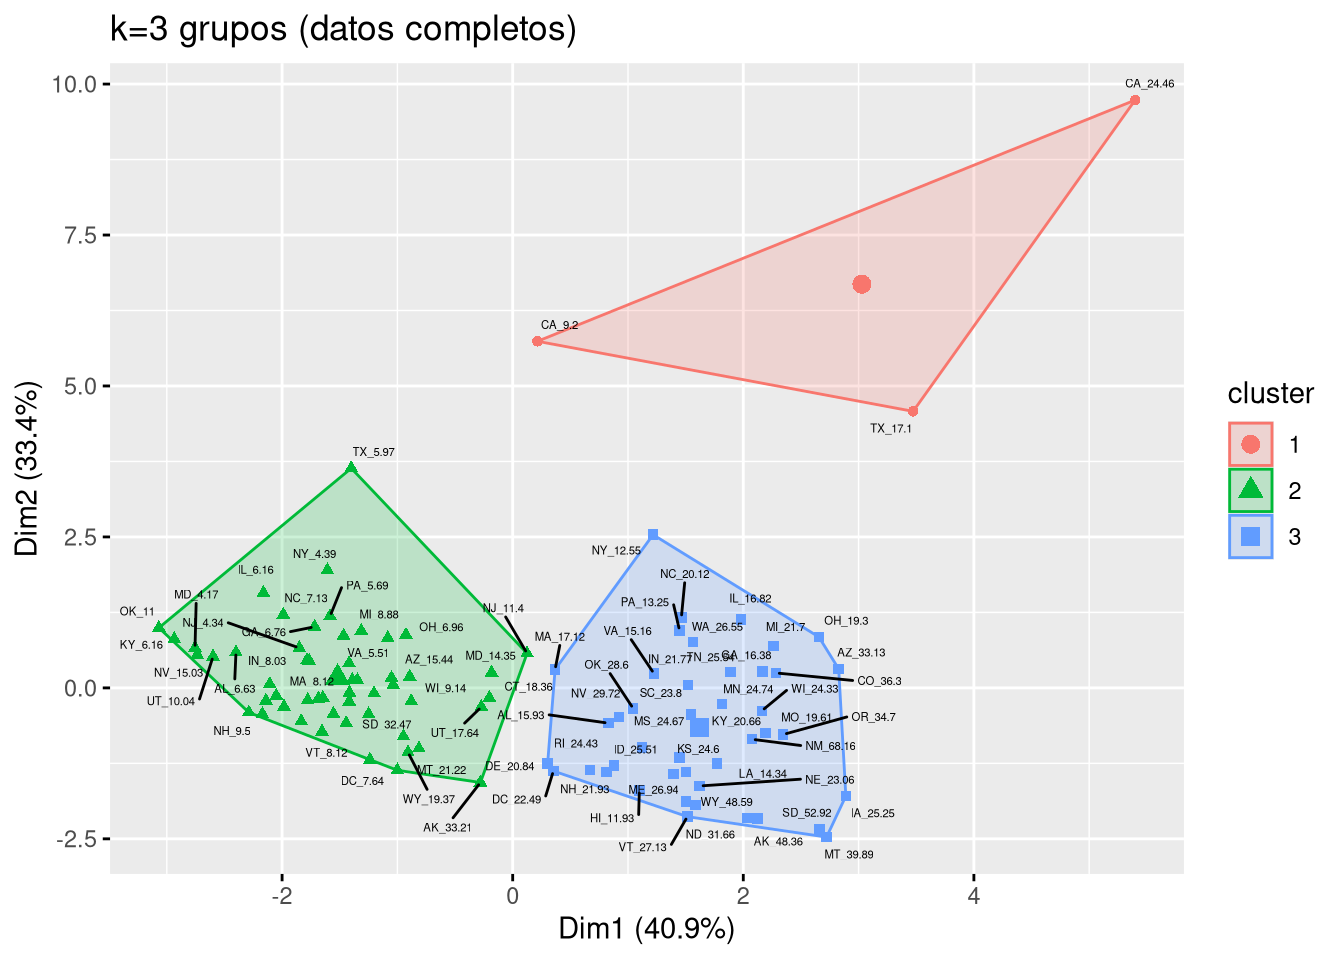 k=3 grupos (datos completos)
CA_24.46
CA_9.2
TX_17.1
TX_5.97
NY_4.39
IL_6.16
MD_4.17
PA_5.69
NC_7.13
OK_11
NJ_4.34
GA_6.76
MI_8.88
OH_6.96
NJ_11.4
KY_6.16
IN_8.03
VA_5.51
AZ_15.44
MD_14.35
NV_15.03
AL_6.63
MA_8.12
WI_9.14
CT_18.36
UT_10.04
NH_9.5
SD_32.47
UT_17.64
VT_8.12
MT_21.22
DE_20.84
DC_7.64
WY_19.37
AK_33.21
NY_12.55
NC_20.12
PA_13.25
IL_16.82
MA_17.12
VA_15.16
WA_26.55
MI_21.7
OH_19.3
OK_28.6
IN_21.77
GA_16.38
AZ_33.13
CO_36.3
NV_29.72
SC_23.8
MN_24.74
WI_24.33
AL_15.93
MS_24.67
KY_20.66
MO_19.61
OR_34.7
RI_24.43
ID_25.51
KS_24.6
NM_68.16
LA_14.34
NE_23.06
DC_22.49
NH_21.93
ME_26.94
WY_48.59
HI_11.93
SD_52.92
IA_25.25
VT_27.13
ND_31.66
AK_48.36
MT_39.89
10.0
7.5
5.0
2.5
0.0
-2.5
-2
0
2
4
Dim1 (40.9%)
Dim2 (33.4%)
cluster
1
2
3